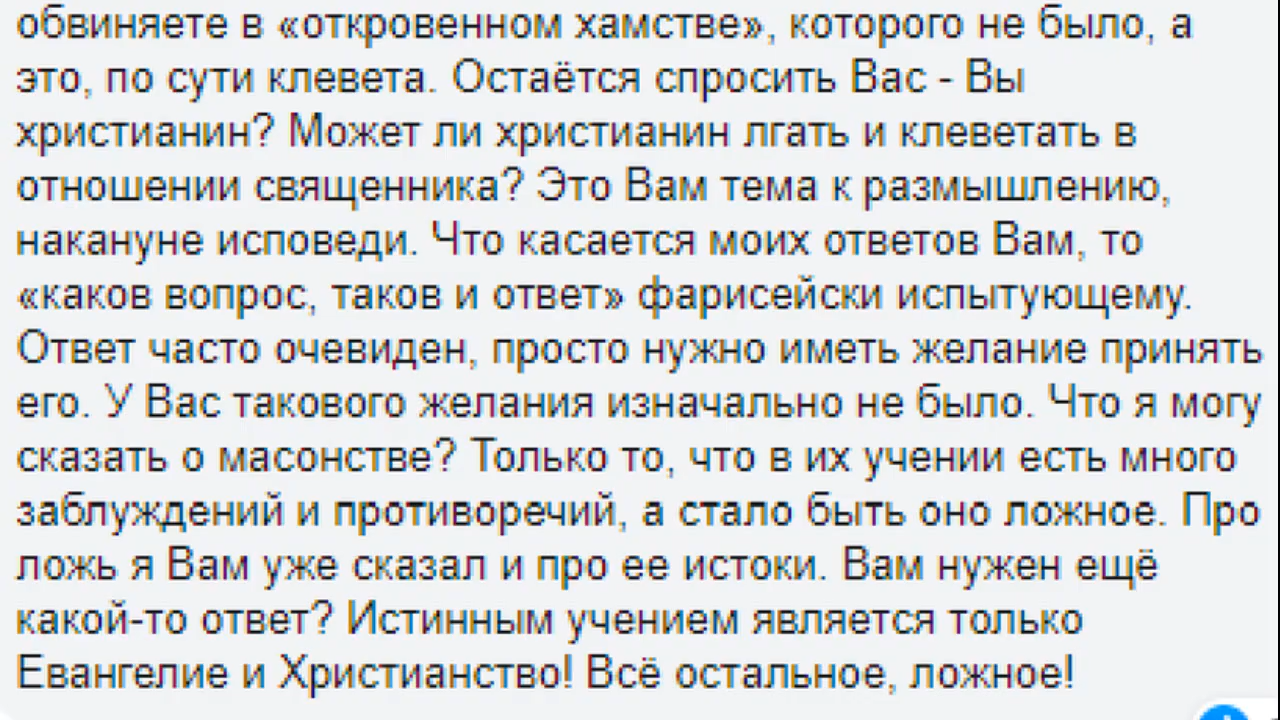 обвиняете в «откровенном хамстве», которого не было, а
это, по сути клевета. Остаётся спросить Вас - Вы
христианин? Может ли христианин лгать и клеветать в
отношении священника? Это Вам тема к размышлению,
накануне исповеди. Что касается моих ответов Вам, то
«каков вопрос, таков и ответ» фарисейски испытующему.
Ответ часто очевиден, просто нужно иметь желание принять
его. У Вас такового желания изначально не было. Что я могу
сказать о масонстве? Только то, что в их учении есть много
заблуждений и противоречий, а стало быть оно ложное. Про
ложь я Вам уже сказал и про ее истоки. Вам нужен ещё
какой-то ответ? Истинным учением является только
Евангелие и Христианство! Всё остальное, ложное!